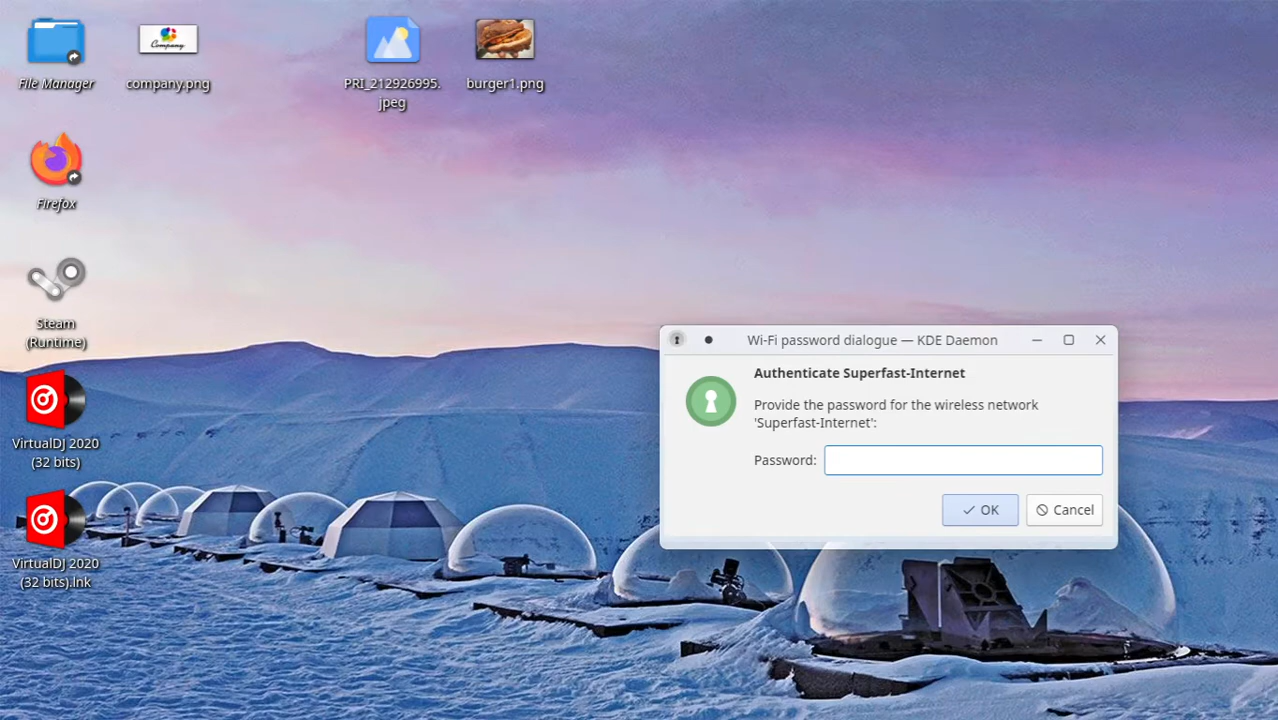 File Manager
company.png
PRI_212926995.
jpeg
burger1.png
Company
Firefox
Steam
(Runtime)
VirtualDJ 2020
(32 bits)
VirtualDJ 2020
(32 bits).lnk
Wi-Fi password dialogue — KDE Daemon
Authenticate Superfast-Internet
Provide the password for the wireless network
'Superfast-Internet':
Password:
OK
Cancel